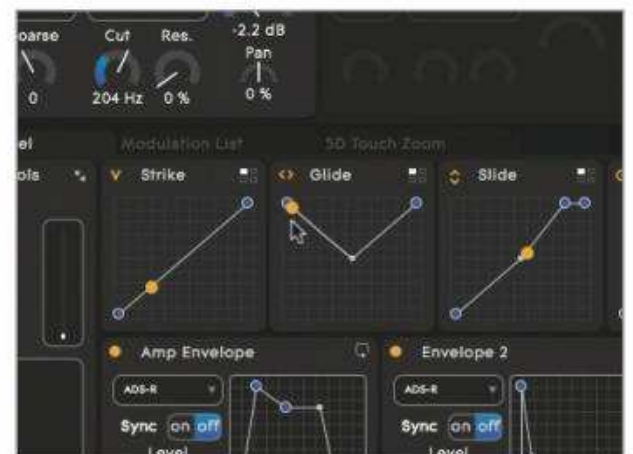 oarse Cut Res. -2.2 dB
Pan
0 204 Hz 0 % 0 %
el Modulation List 5D Touch Zoom
ols Strike Glide Slide
Amp Envelope Envelope 2
ADS-R ADS-R
Sync on off Sync on off
Level Level